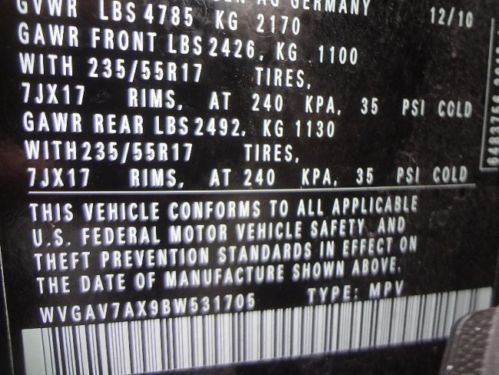 AG GERMANY
12/10
GVWR LBS 4785 KG 2170
GAWR FRONT LBS 2426, KG 1100
WITH 235/55R17 TIRES,
7JX17 RIMS, AT 240 KPA, 35 PSI COLD
GAWR REAR LBS 2492, KG 1130
WITH 235/55R17 TIRES,
7JX17 RIMS, AT 240 KPA, 35 PSI COLD
THIS VEHICLE CONFORMS TO ALL APPLICABLE
U.S. FEDERAL MOTOR VEHICLE SAFETY AND
THEFT PREVENTION STANDARDS IN EFFECT ON
THE DATE OF MANUFACTURE SHOWN ABOVE.
WVGAV7AX9BW531705 TYPE: MPV